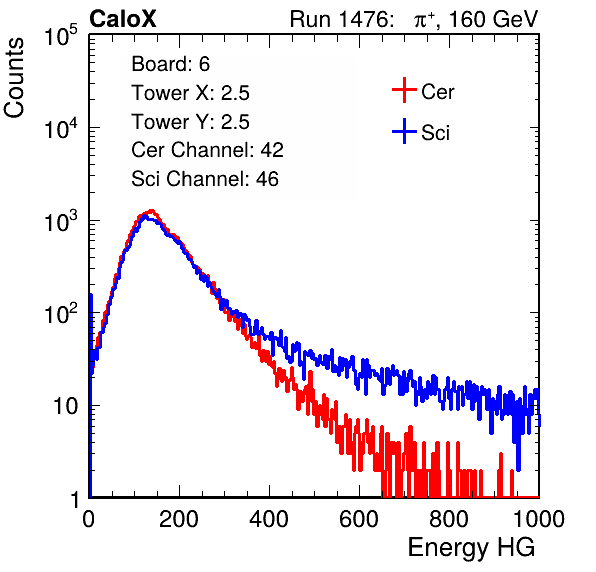 CaloX Run 1476: π⁺, 160 GeV
Counts
Board: 6
Tower X: 2.5
Tower Y: 2.5
Cer Channel: 42
Sci Channel: 46
Cer
Sci
10⁵
10⁴
10³
10²
10
1
0 200 400 600 800 1000
Energy HG